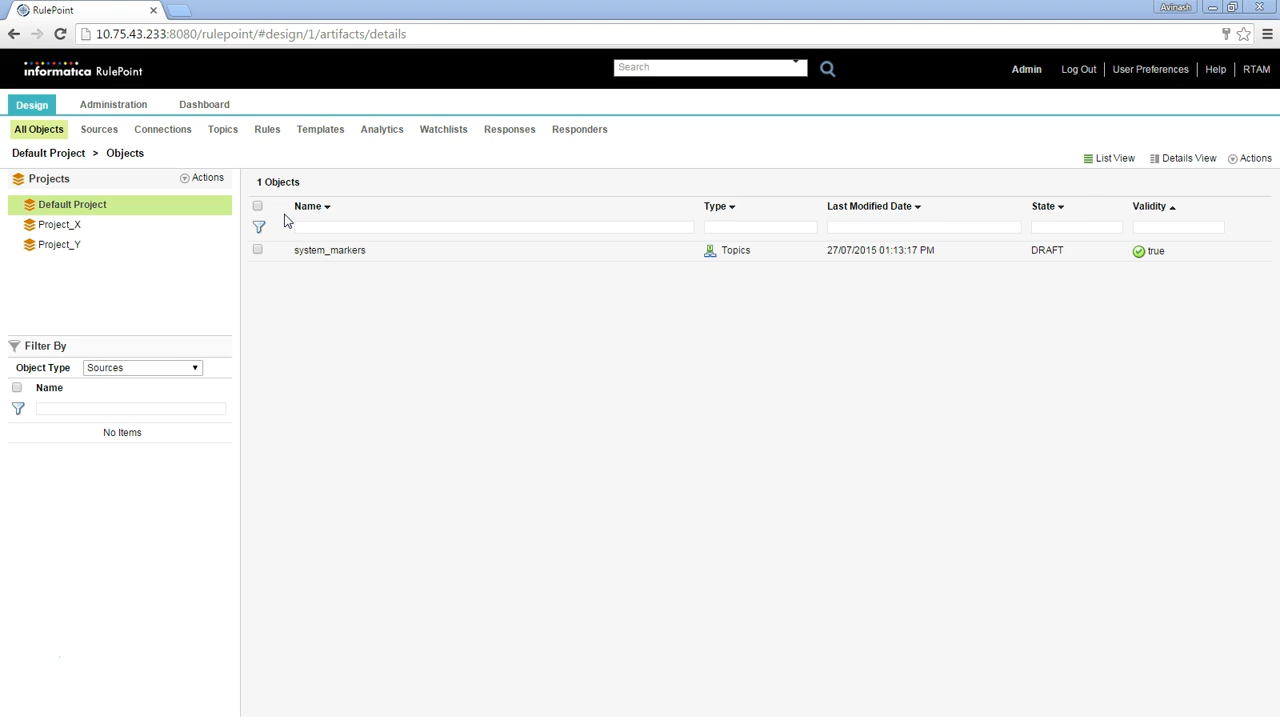 RulePoint
Avinash
10.75.43.233:8080/rulepoint/#design/1/artifacts/details
informatica RulePoint
Search
Admin
Log Out
User Preferences
Help
RTAM
Design
Administration
Dashboard
All Objects
Sources
Connections
Topics
Rules
Templates
Analytics
Watchlists
Responses
Responders
Default Project > Objects
List View
Details View
Actions
Projects
Actions
Default Project
Project_X
Project_Y
1 Objects
Name
Type
Last Modified Date
State
Validity
system_markers
Topics
27/07/2015 01:13:17 PM
DRAFT
true
Filter By
Object Type
Sources
Name
No Items